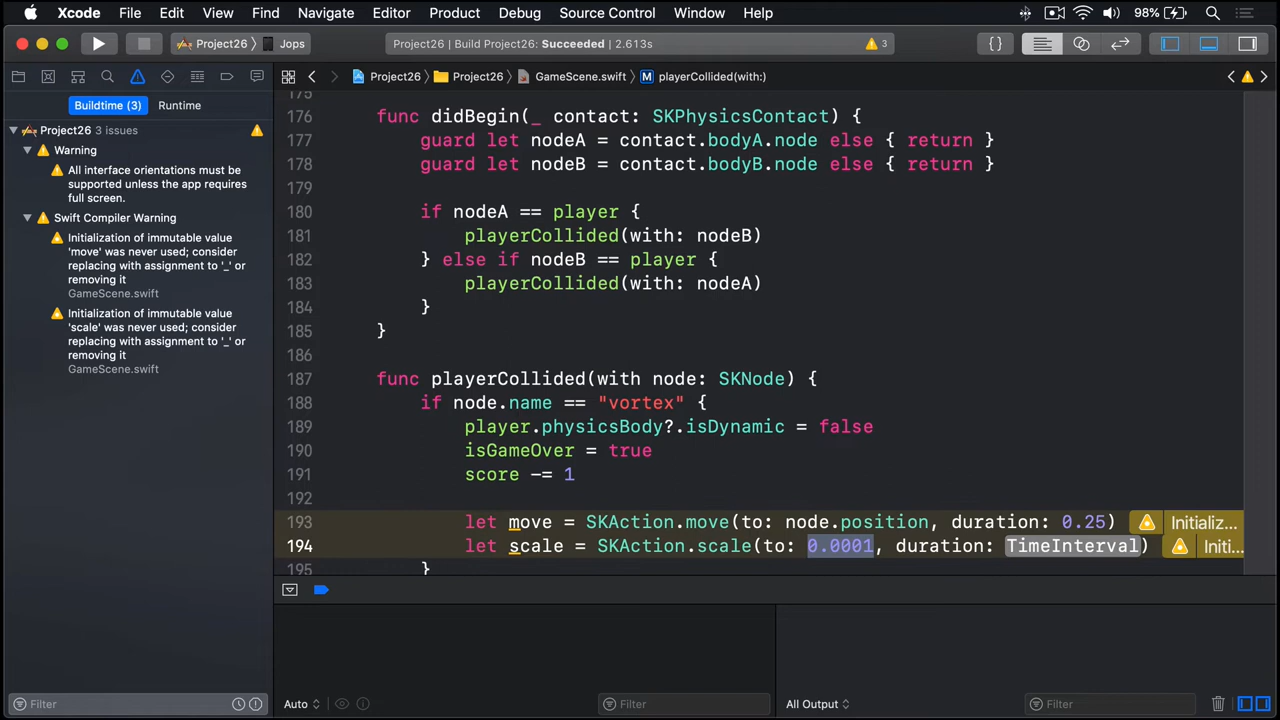 Xcode File Edit View Find Navigate Editor Product Debug Source Control Window Help 98%
Project26 Jops Project26 | Build Project26 Succeeded | 2.613s 3 {}
Project26 Project26 GameScene.swift M playerCollided(with:)
Buildtime (3) Runtime
Project26 3 issues
Warning
All interface orientations must be
supported unless the app requires
full screen.
Swift Compiler Warning
Initialization of immutable value
'move' was never used; consider
replacing with assignment to '_' or
removing it
GameScene.swift
Initialization of immutable value
'scale' was never used; consider
replacing with assignment to '_' or
removing it
GameScene.swift
175
176 func didBegin(_ contact: SKPhysicsContact) {
177 guard let nodeA = contact.bodyA.node else { return }
178 guard let nodeB = contact.bodyB.node else { return }
179
180 if nodeA == player {
181 playerCollided(with: nodeB)
182 } else if nodeB == player {
183 playerCollided(with: nodeA)
184 }
185 }
186
187 func playerCollided(with node: SKNode) {
188 if node.name == "vortex" {
189 player.physicsBody?.isDynamic = false
190 isGameOver = true
191 score -= 1
192
193 let move = SKAction.move(to: node.position, duration: 0.25) Initializ...
194 let scale = SKAction.scale(to: 0.0001, duration: TimeInterval) Initi...
195 }
Filter Auto Filter All Output Filter